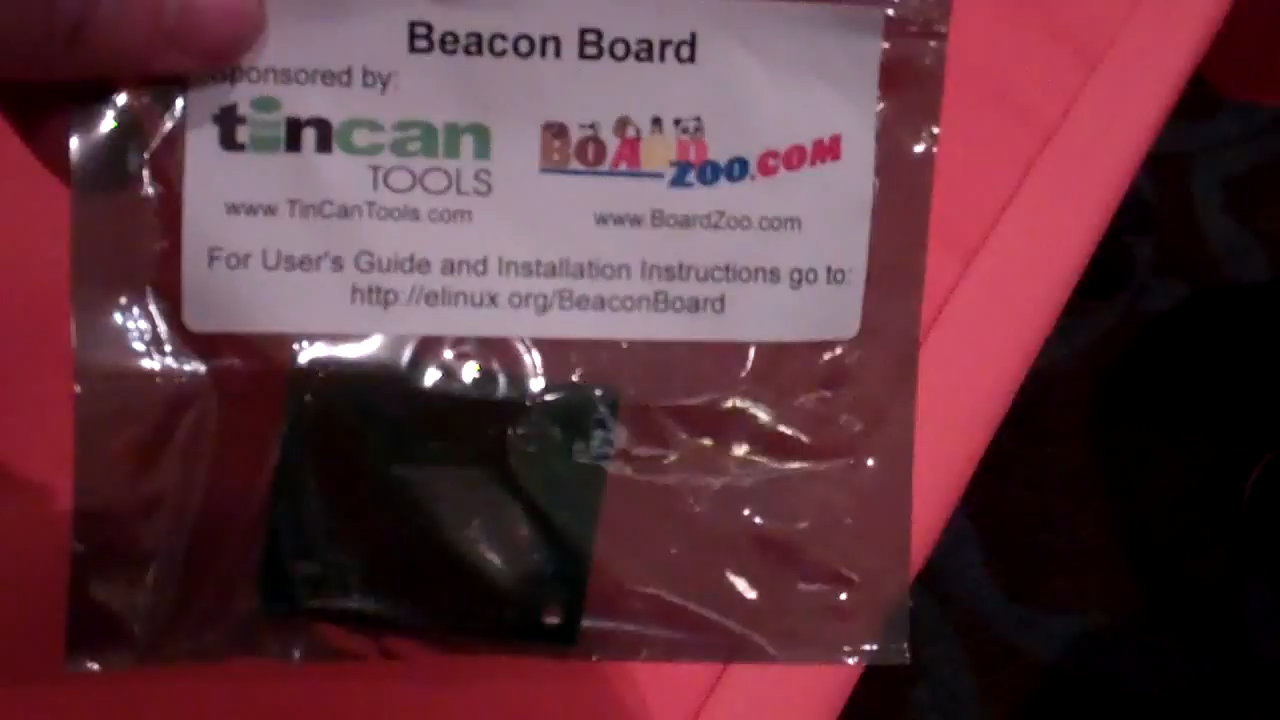 Beacon Board
Sponsored by:
tincan
TOOLS
BOARD
ZOO.COM
www.TinCanTools.com
www.BoardZoo.com
For User's Guide and Installation Instructions go to:
http://elinux.org/BeaconBoard